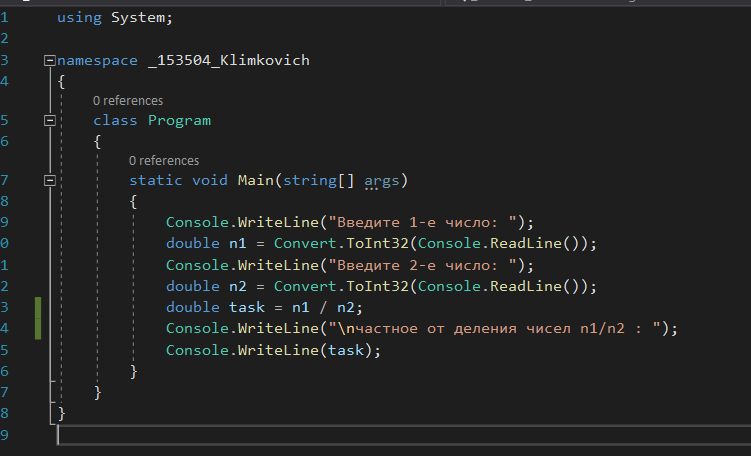 1 using System;
2
3 namespace _153504_Klimkovich
4 {
0 references
5 class Program
6 {
0 references
7 static void Main(string[] args)
8 {
9 Console.WriteLine("Введите 1-е число: ");
0 double n1 = Convert.ToInt32(Console.ReadLine());
1 Console.WriteLine("Введите 2-е число: ");
2 double n2 = Convert.ToInt32(Console.ReadLine());
3 double task = n1 / n2;
4 Console.WriteLine("\nчастное от деления чисел n1/n2 : ");
5 Console.WriteLine(task);
6 }
7 }
8 }
9